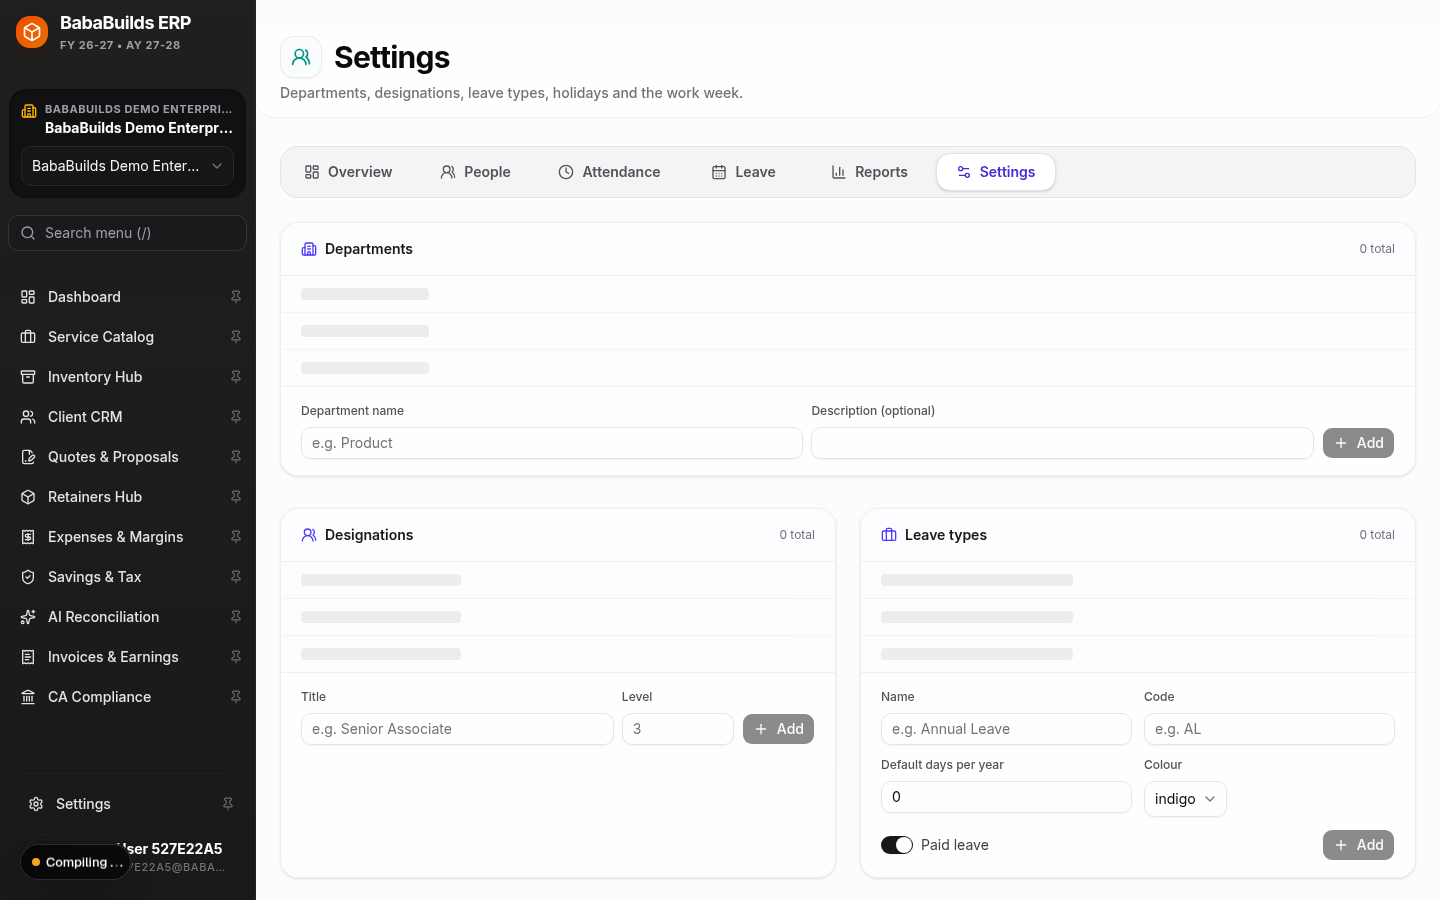 BabaBuilds ERP
FY 26-27 • AY 27-28
BABABUILDS DEMO ENTERPRI...
BabaBuilds Demo Enterpr...
BabaBuilds Demo Enter...
Search menu (/)
Dashboard
Service Catalog
Inventory Hub
Client CRM
Quotes & Proposals
Retainers Hub
Expenses & Margins
Savings & Tax
AI Reconciliation
Invoices & Earnings
CA Compliance
Settings
User 527E22A5
7E22A5@BABA...
Compiling ...
Settings
Departments, designations, leave types, holidays and the work week.
Overview People Attendance Leave Reports Settings
Departments 0 total
Department name Description (optional)
e.g. Product Add
Designations 0 total
Title Level
e.g. Senior Associate 3 Add
Leave types 0 total
Name Code
e.g. Annual Leave e.g. AL
Default days per year Colour
0 indigo
Paid leave Add